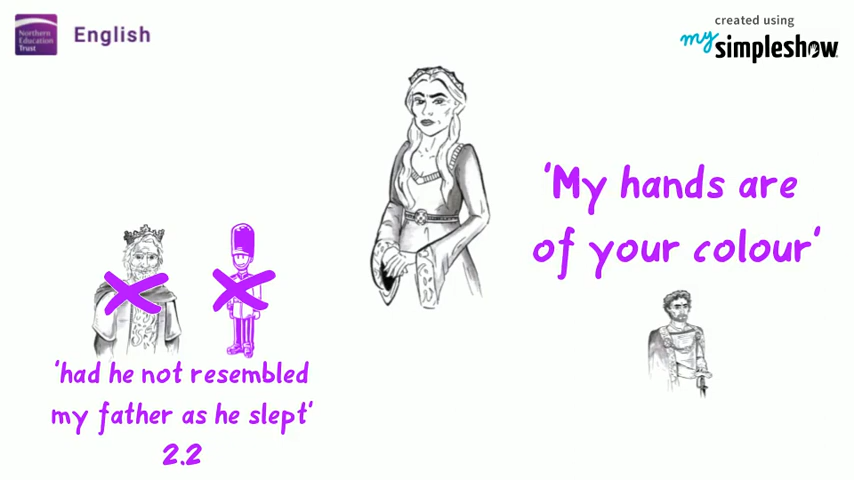 Northern
Education
Trust
English
created using
my
simpleshow
'My hands are
of your colour'
'had he not resembled
my father as he slept'
2.2